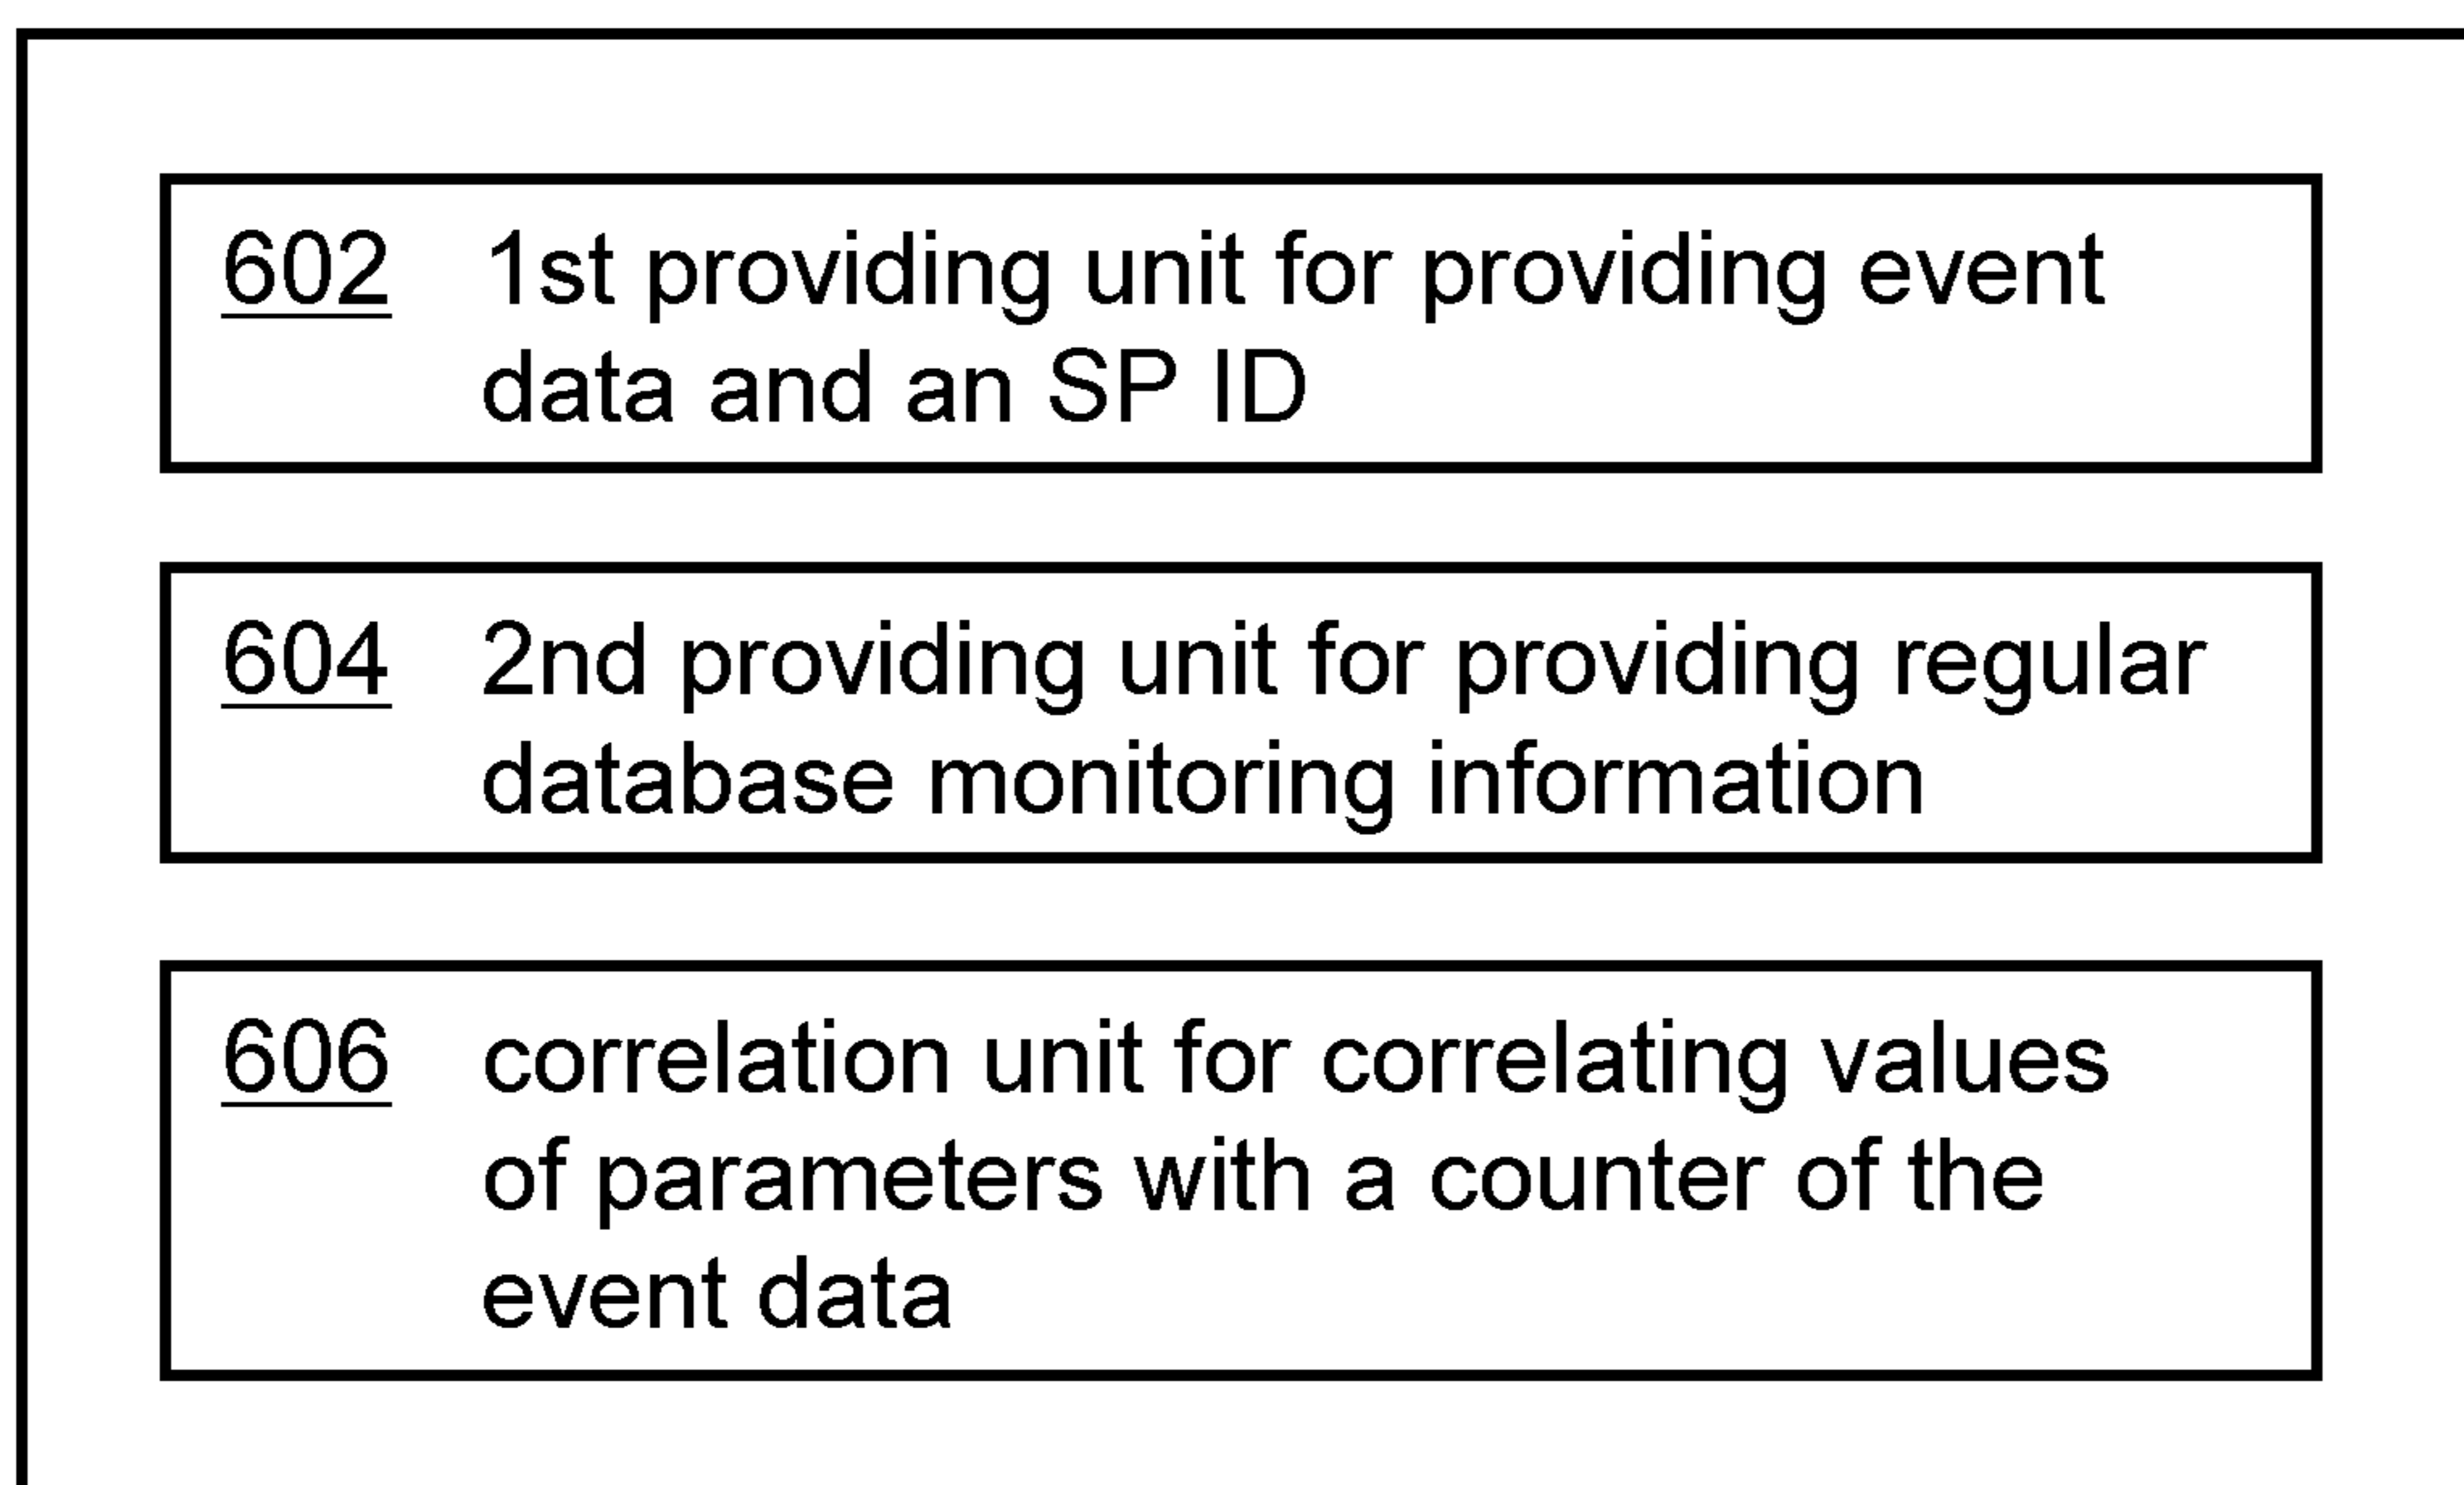 602 1st providing unit for providing event
data and an SP ID
604 2nd providing unit for providing regular
database monitoring information
606 correlation unit for correlating values
of parameters with a counter of the
event data